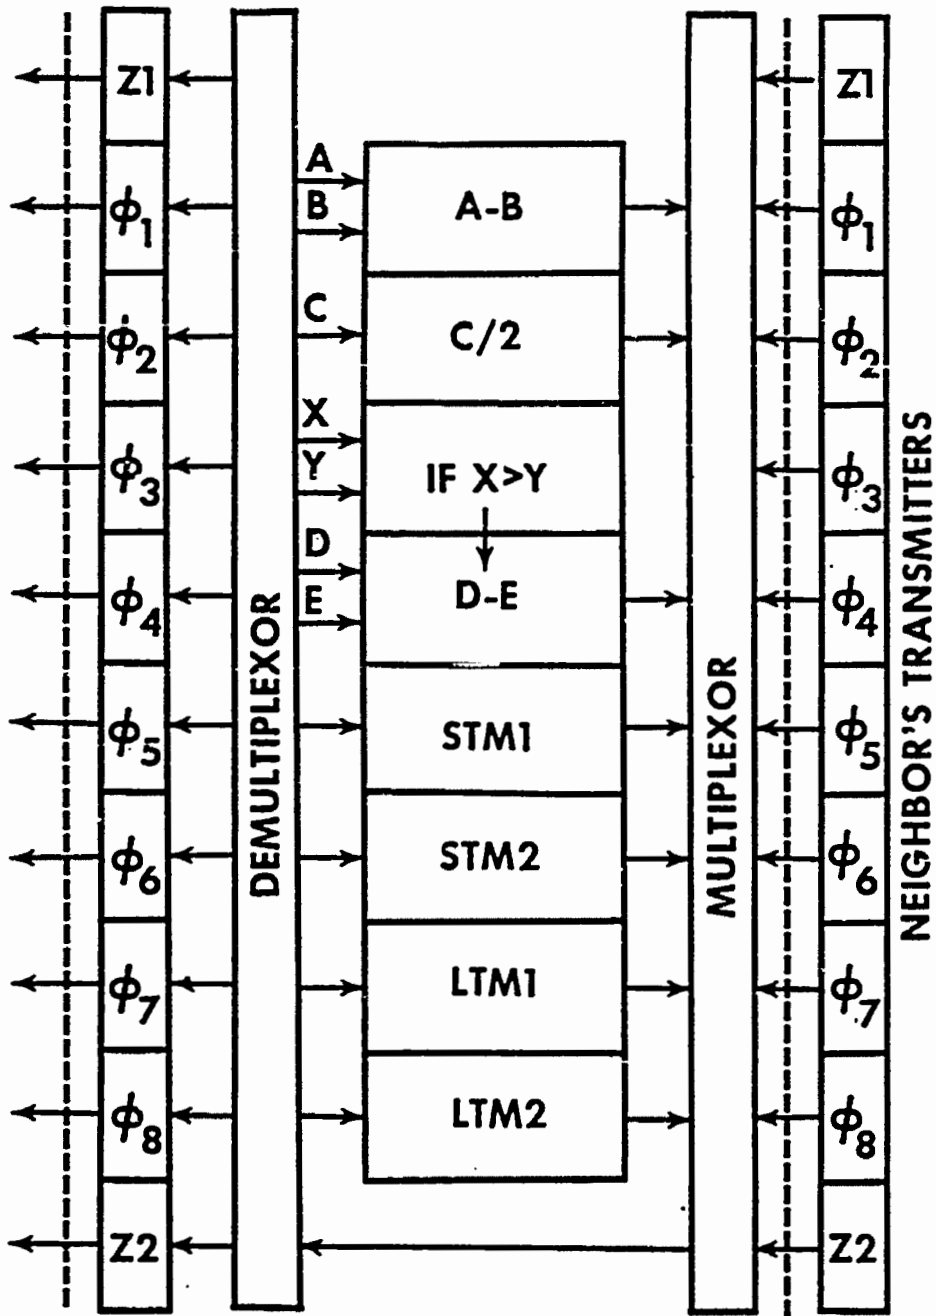 Z1
ϕ1
ϕ2
ϕ3
ϕ4
ϕ5
ϕ6
ϕ7
ϕ8
Z2
DEMULTIPLEXOR
A
B
C
X
Y
D
E
A-B
C/2
IF X>Y
D-E
STM1
STM2
LTM1
LTM2
MULTIPLEXOR
Z1
ϕ1
ϕ2
ϕ3
ϕ4
ϕ5
ϕ6
ϕ7
ϕ8
Z2
NEIGHBOR'S TRANSMITTERS